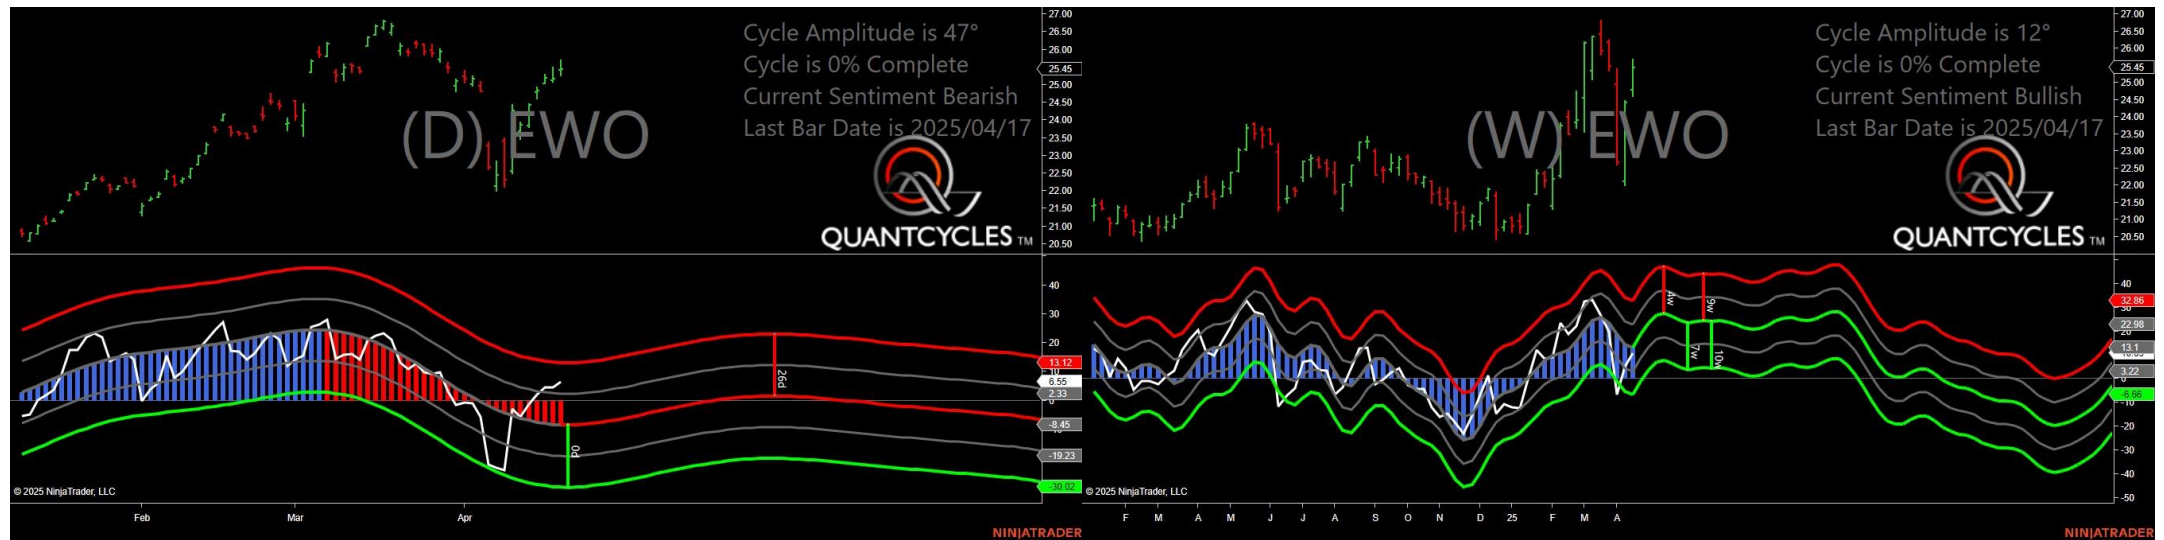 Cycle Amplitude is 47°
Cycle is 0% Complete
Current Sentiment Bearish
Last Bar Date is 2025/04/17
(D) EWO
QUANTCYCLES TM
27.00
26.50
26.00
25.45
25.00
24.50
24.00
23.50
23.00
22.50
22.00
21.50
21.00
20.50
40
30
20
13.12
6.55
2.33
-8.45
-19.23
-30.02
26d
0d
© 2025 NinjaTrader, LLC
Feb Mar Apr
NINJATRADER
Cycle Amplitude is 12°
Cycle is 0% Complete
Current Sentiment Bullish
Last Bar Date is 2025/04/17
(W) EWO
QUANTCYCLES TM
27.00
26.50
26.00
25.45
25.00
24.50
24.00
23.50
23.00
22.50
22.00
21.50
21.00
20.50
40
32.86
30
22.98
20
13.1
3.22
0
-6.66
-10
-20
-30
-40
-50
4w
9w
7w
10w
© 2025 NinjaTrader, LLC
F M A M J J A S O N D 25 F M A
NINJATRADER